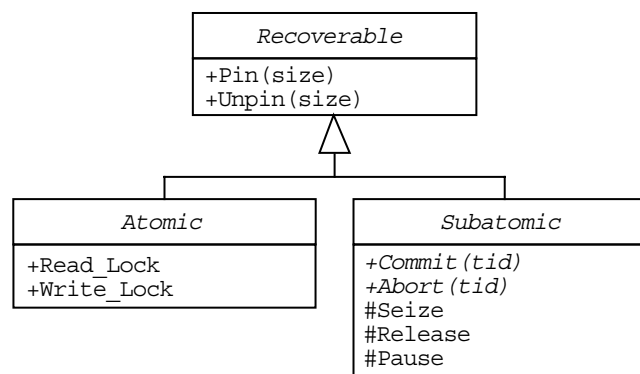 Recoverable
+Pin(size)
+Unpin(size)
Atomic
+Read_Lock
+Write_Lock
Subatomic
+Commit(tid)
+Abort(tid)
#Seize
#Release
#Pause